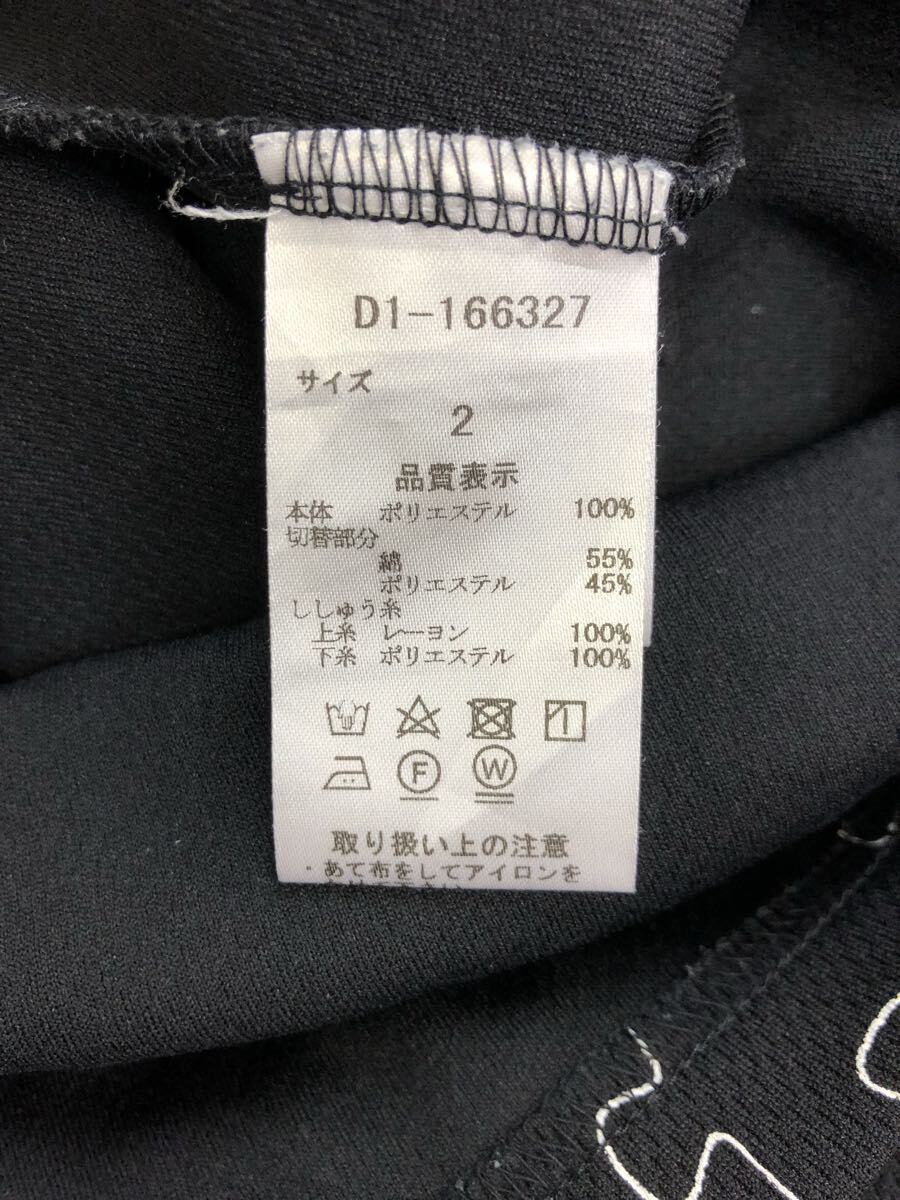 D1-166327
サイズ
2
品質表示
本体 ポリエステル 100%
切替部分
綿 55%
ポリエステル 45%
ししゅう糸
上糸 レーヨン 100%
下糸 ポリエステル 100%
F W
取り扱い上の注意
・あて布をしてアイロンを